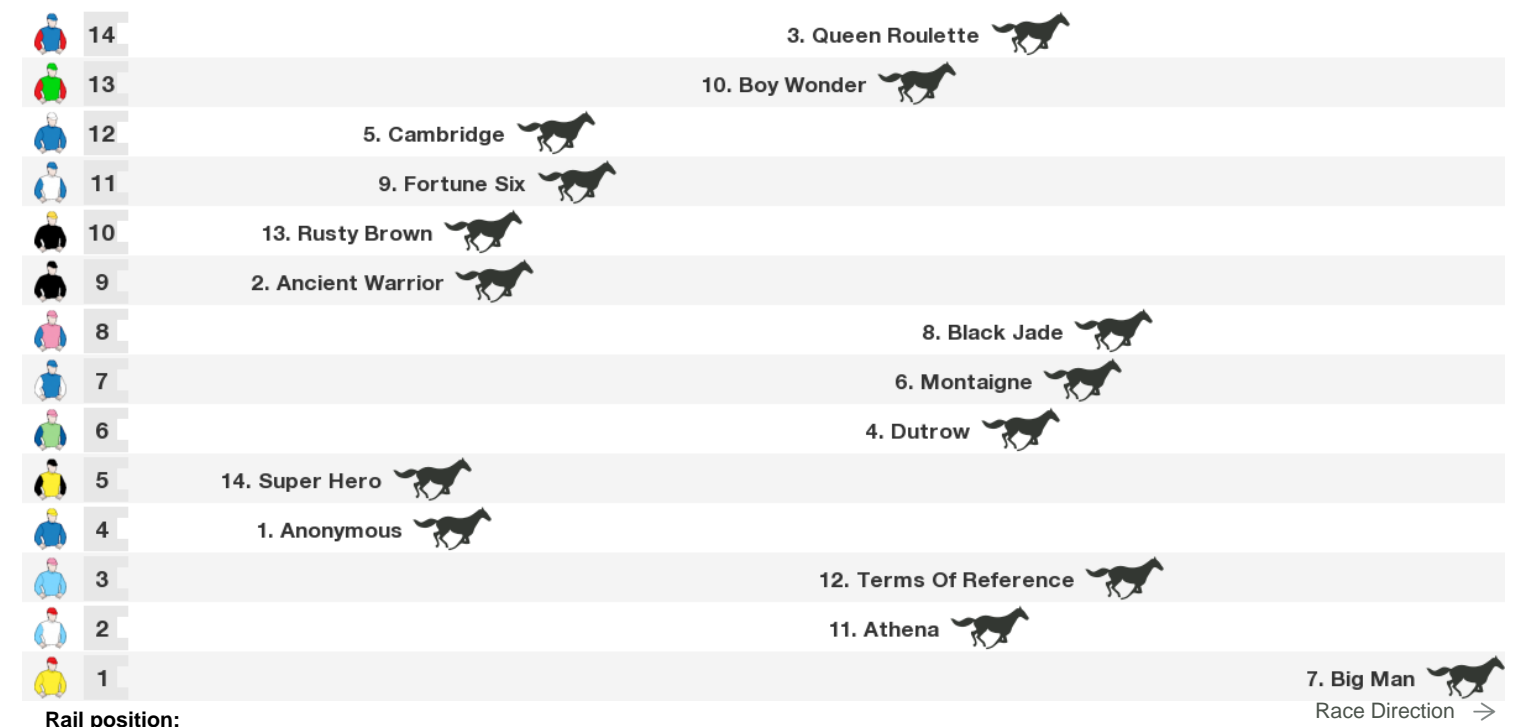 14 3. Queen Roulette
13 10. Boy Wonder
12 5. Cambridge
11 9. Fortune Six
10 13. Rusty Brown
9 2. Ancient Warrior
8 8. Black Jade
7 6. Montaigne
6 4. Dutrow
5 14. Super Hero
4 1. Anonymous
3 12. Terms Of Reference
2 11. Athena
1 7. Big Man
Race Direction →
Rail position: